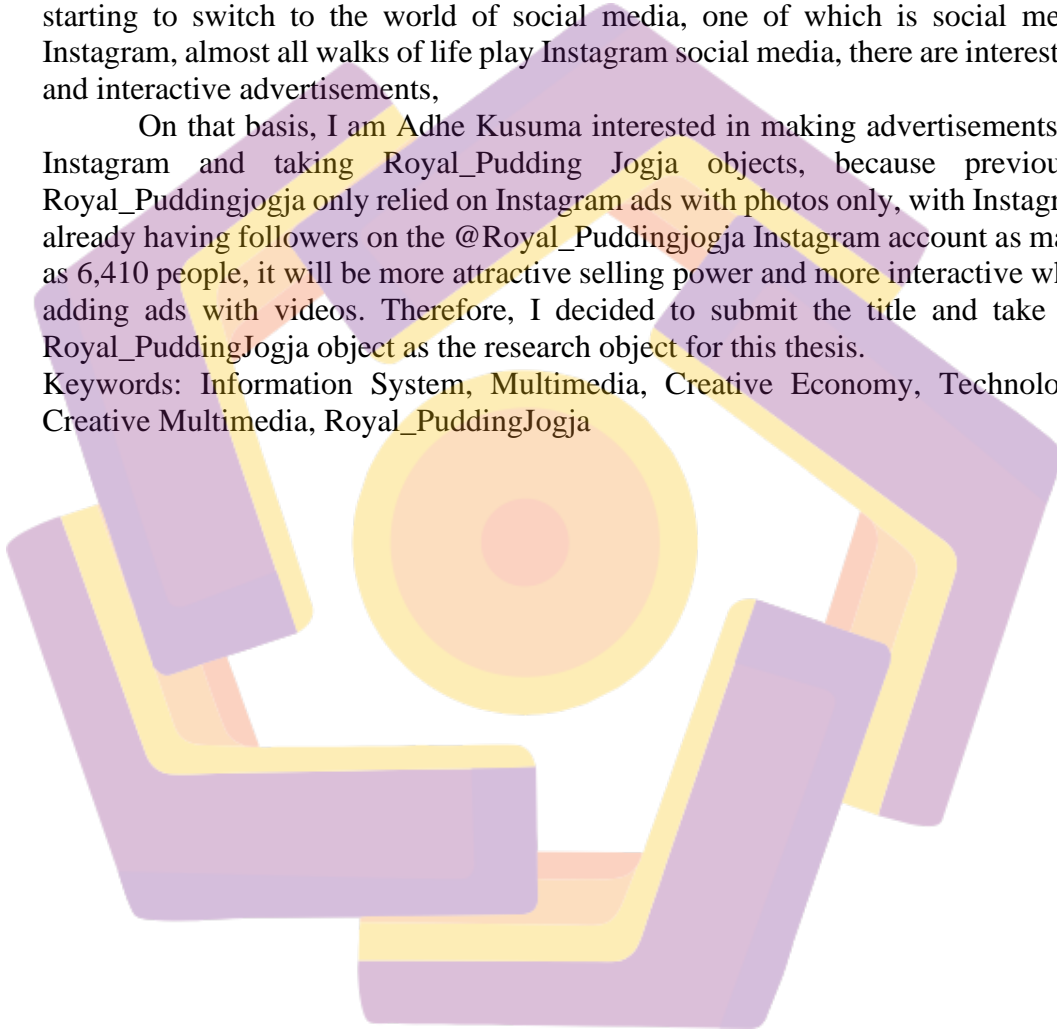 starting to switch to the world of social media, one of which is social me
Instagram, almost all walks of life play Instagram social media, there are interest
and interactive advertisements,
On that basis, I am Adhe Kusuma interested in making advertisements
Instagram and taking Royal_Pudding Jogja objects, because previou
Royal_Puddingjogja only relied on Instagram ads with photos only, with Instagr
already having followers on the @Royal_Puddingjogja Instagram account as ma
as 6,410 people, it will be more attractive selling power and more interactive wh
adding ads with videos. Therefore, I decided to submit the title and take
Royal_PuddingJogja object as the research object for this thesis.
Keywords: Information System, Multimedia, Creative Economy, Technolo
Creative Multimedia, Royal_PuddingJogja